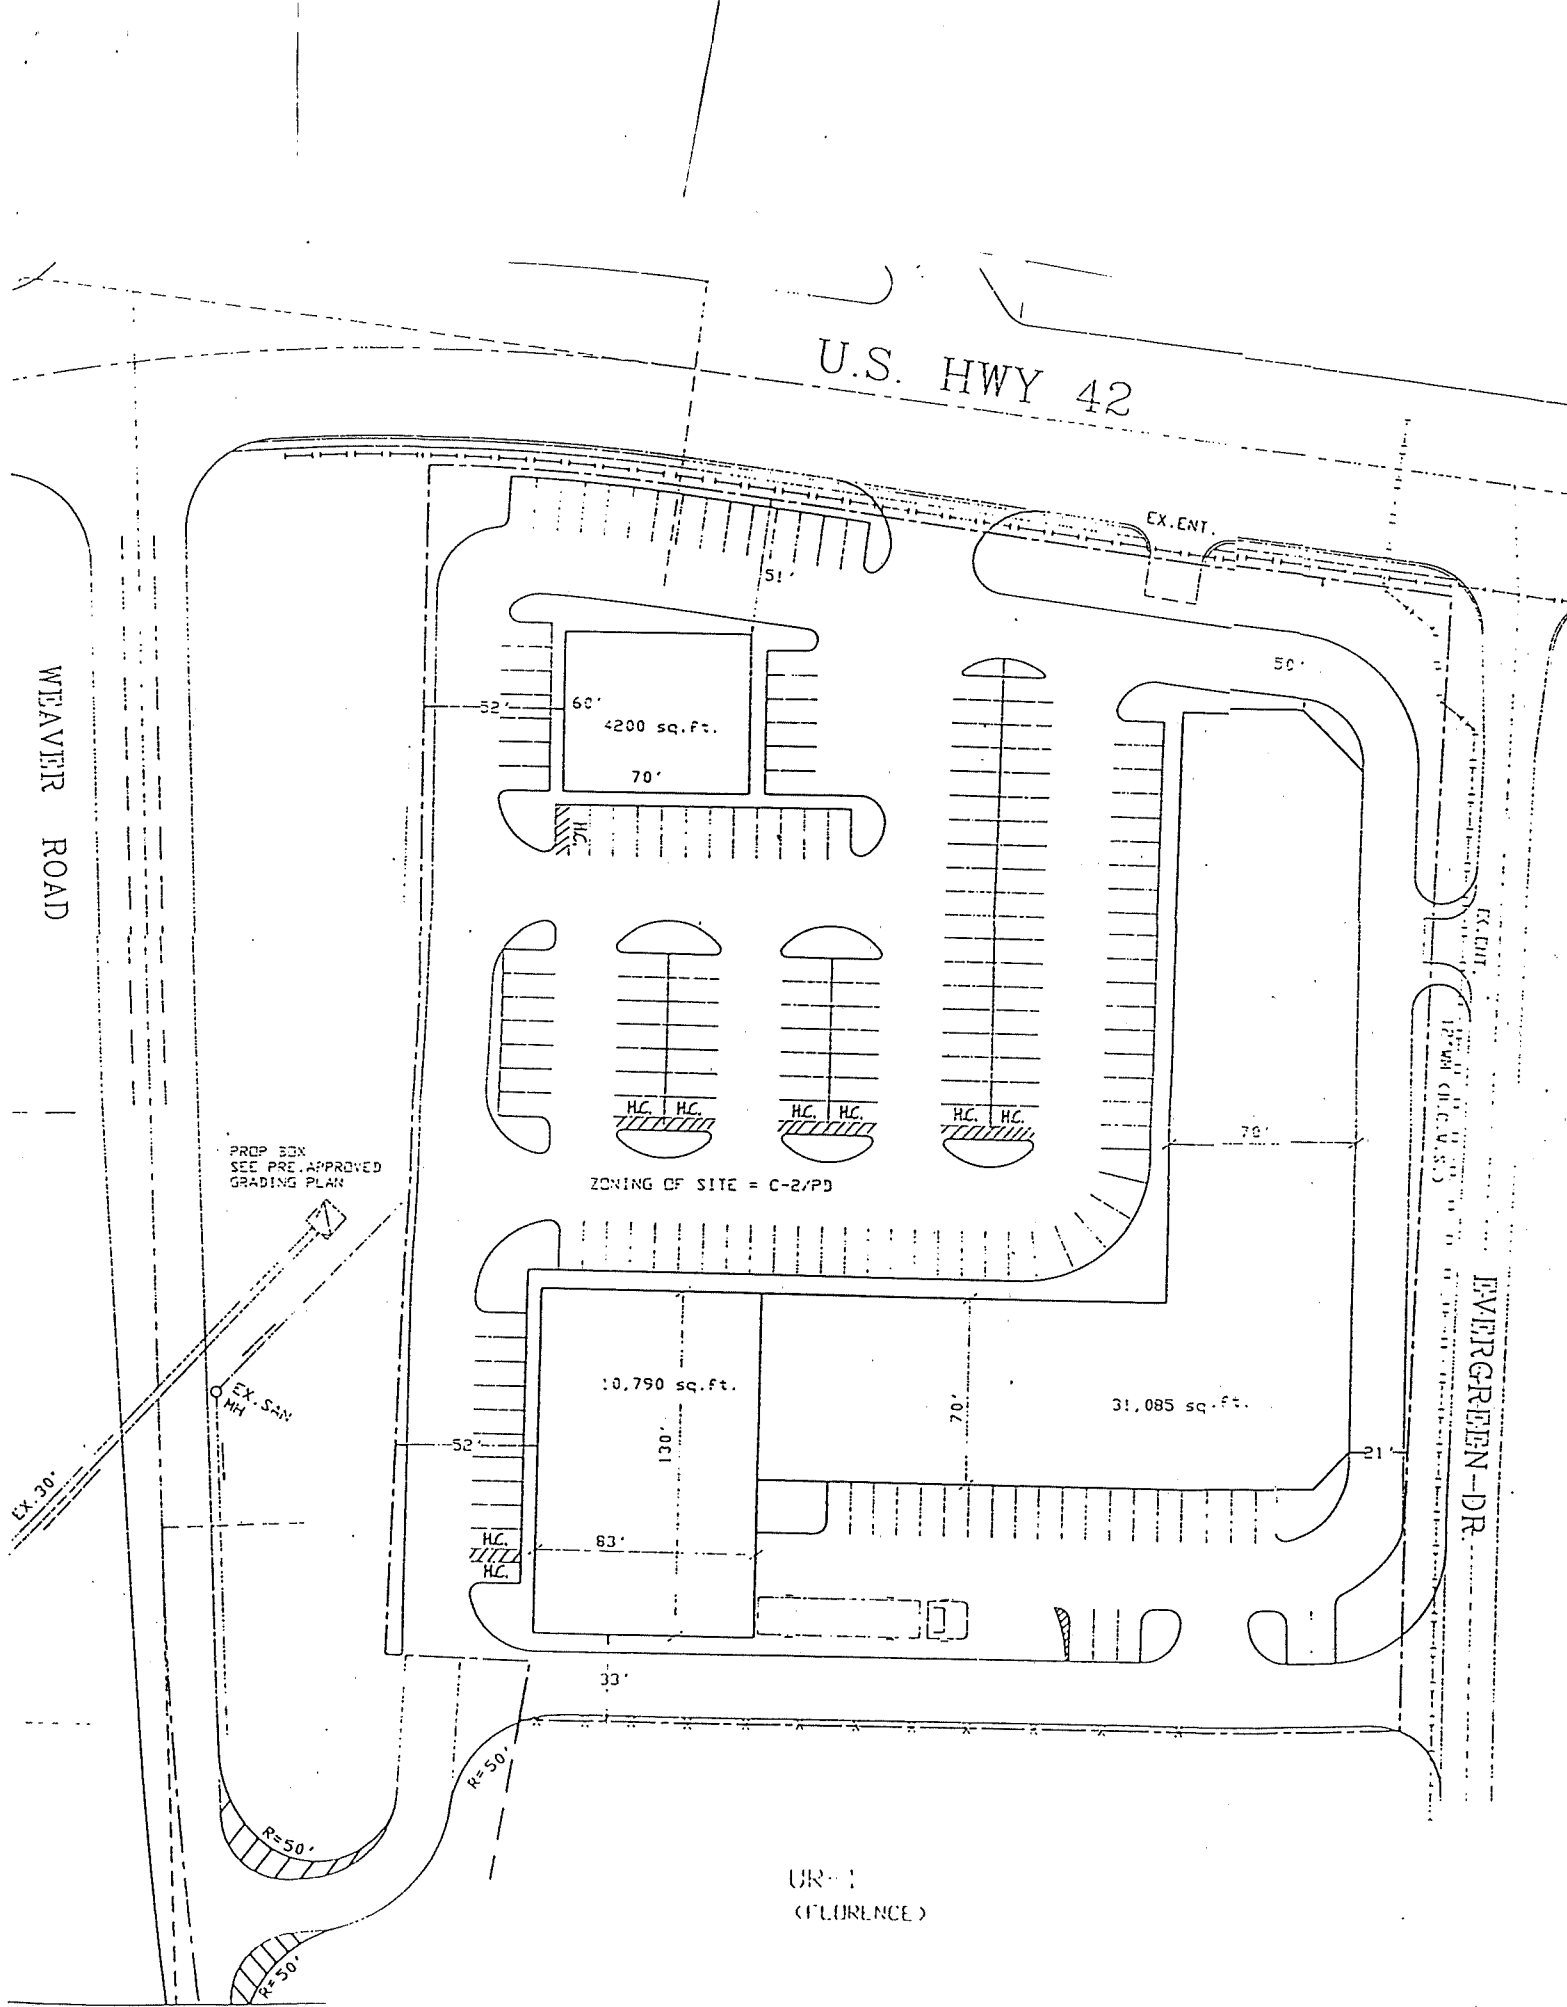 U.S. HWY 42
EX.ENT.
51'
50'
WEAVER ROAD
52'
60'
4200 sq.ft.
70'
H.C.
EX. ENT.
H.C. H.C.
H.C. H.C.
H.C. H.C.
70'
PROP BOX
SEE PRE.APPROVED
GRADING PLAN
ZONING OF SITE = C-2/PD
EX. SAN
MH
10,790 sq.ft.
31,085 sq.ft.
EVERGREEN DR.
130'
70'
52'
21'
EX.30"
83'
H.C.
H.C.
33'
R=50'
R=50'
UR-1
(FLORENCE)
R=50'